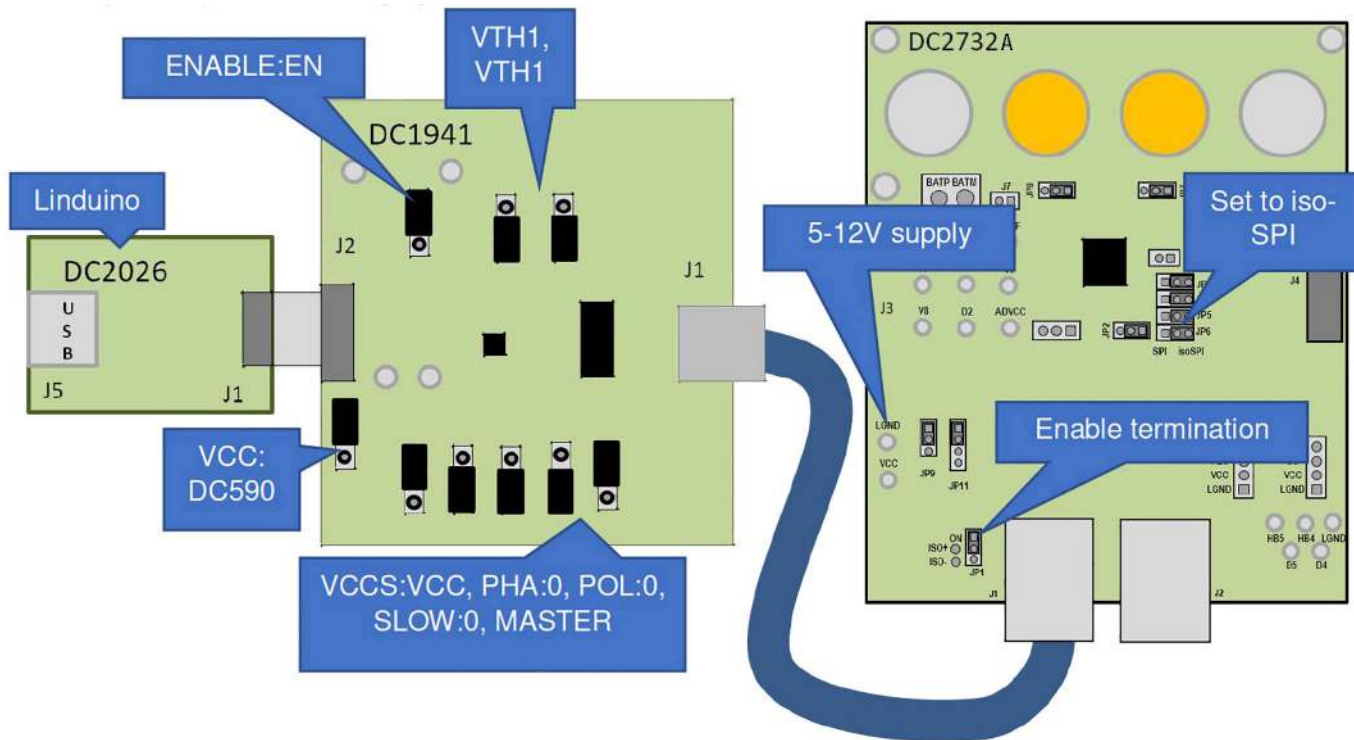 ENABLE:EN
VTH1,
VTH1
DC2732A
DC1941
Linduino
DC2026
U
S
B
J5
J1
J2
J1
VCC:
DC590
VCCS:VCC, PHA:0, POL:0,
SLOW:0, MASTER
BATP BATM
J7
JP8
5-12V supply
Set to iso-
SPI
J3
V8
D2
ADVCC
JP2
JP5
JP6
SIPI
isoSPI
J4
LGND
VCC
JP9
JP11
Enable termination
VCC
LGND
VCC
LGND
ON
ISO+
ISO-
JP1
J1
J2
HB5
HB4
LGND
D5
D4